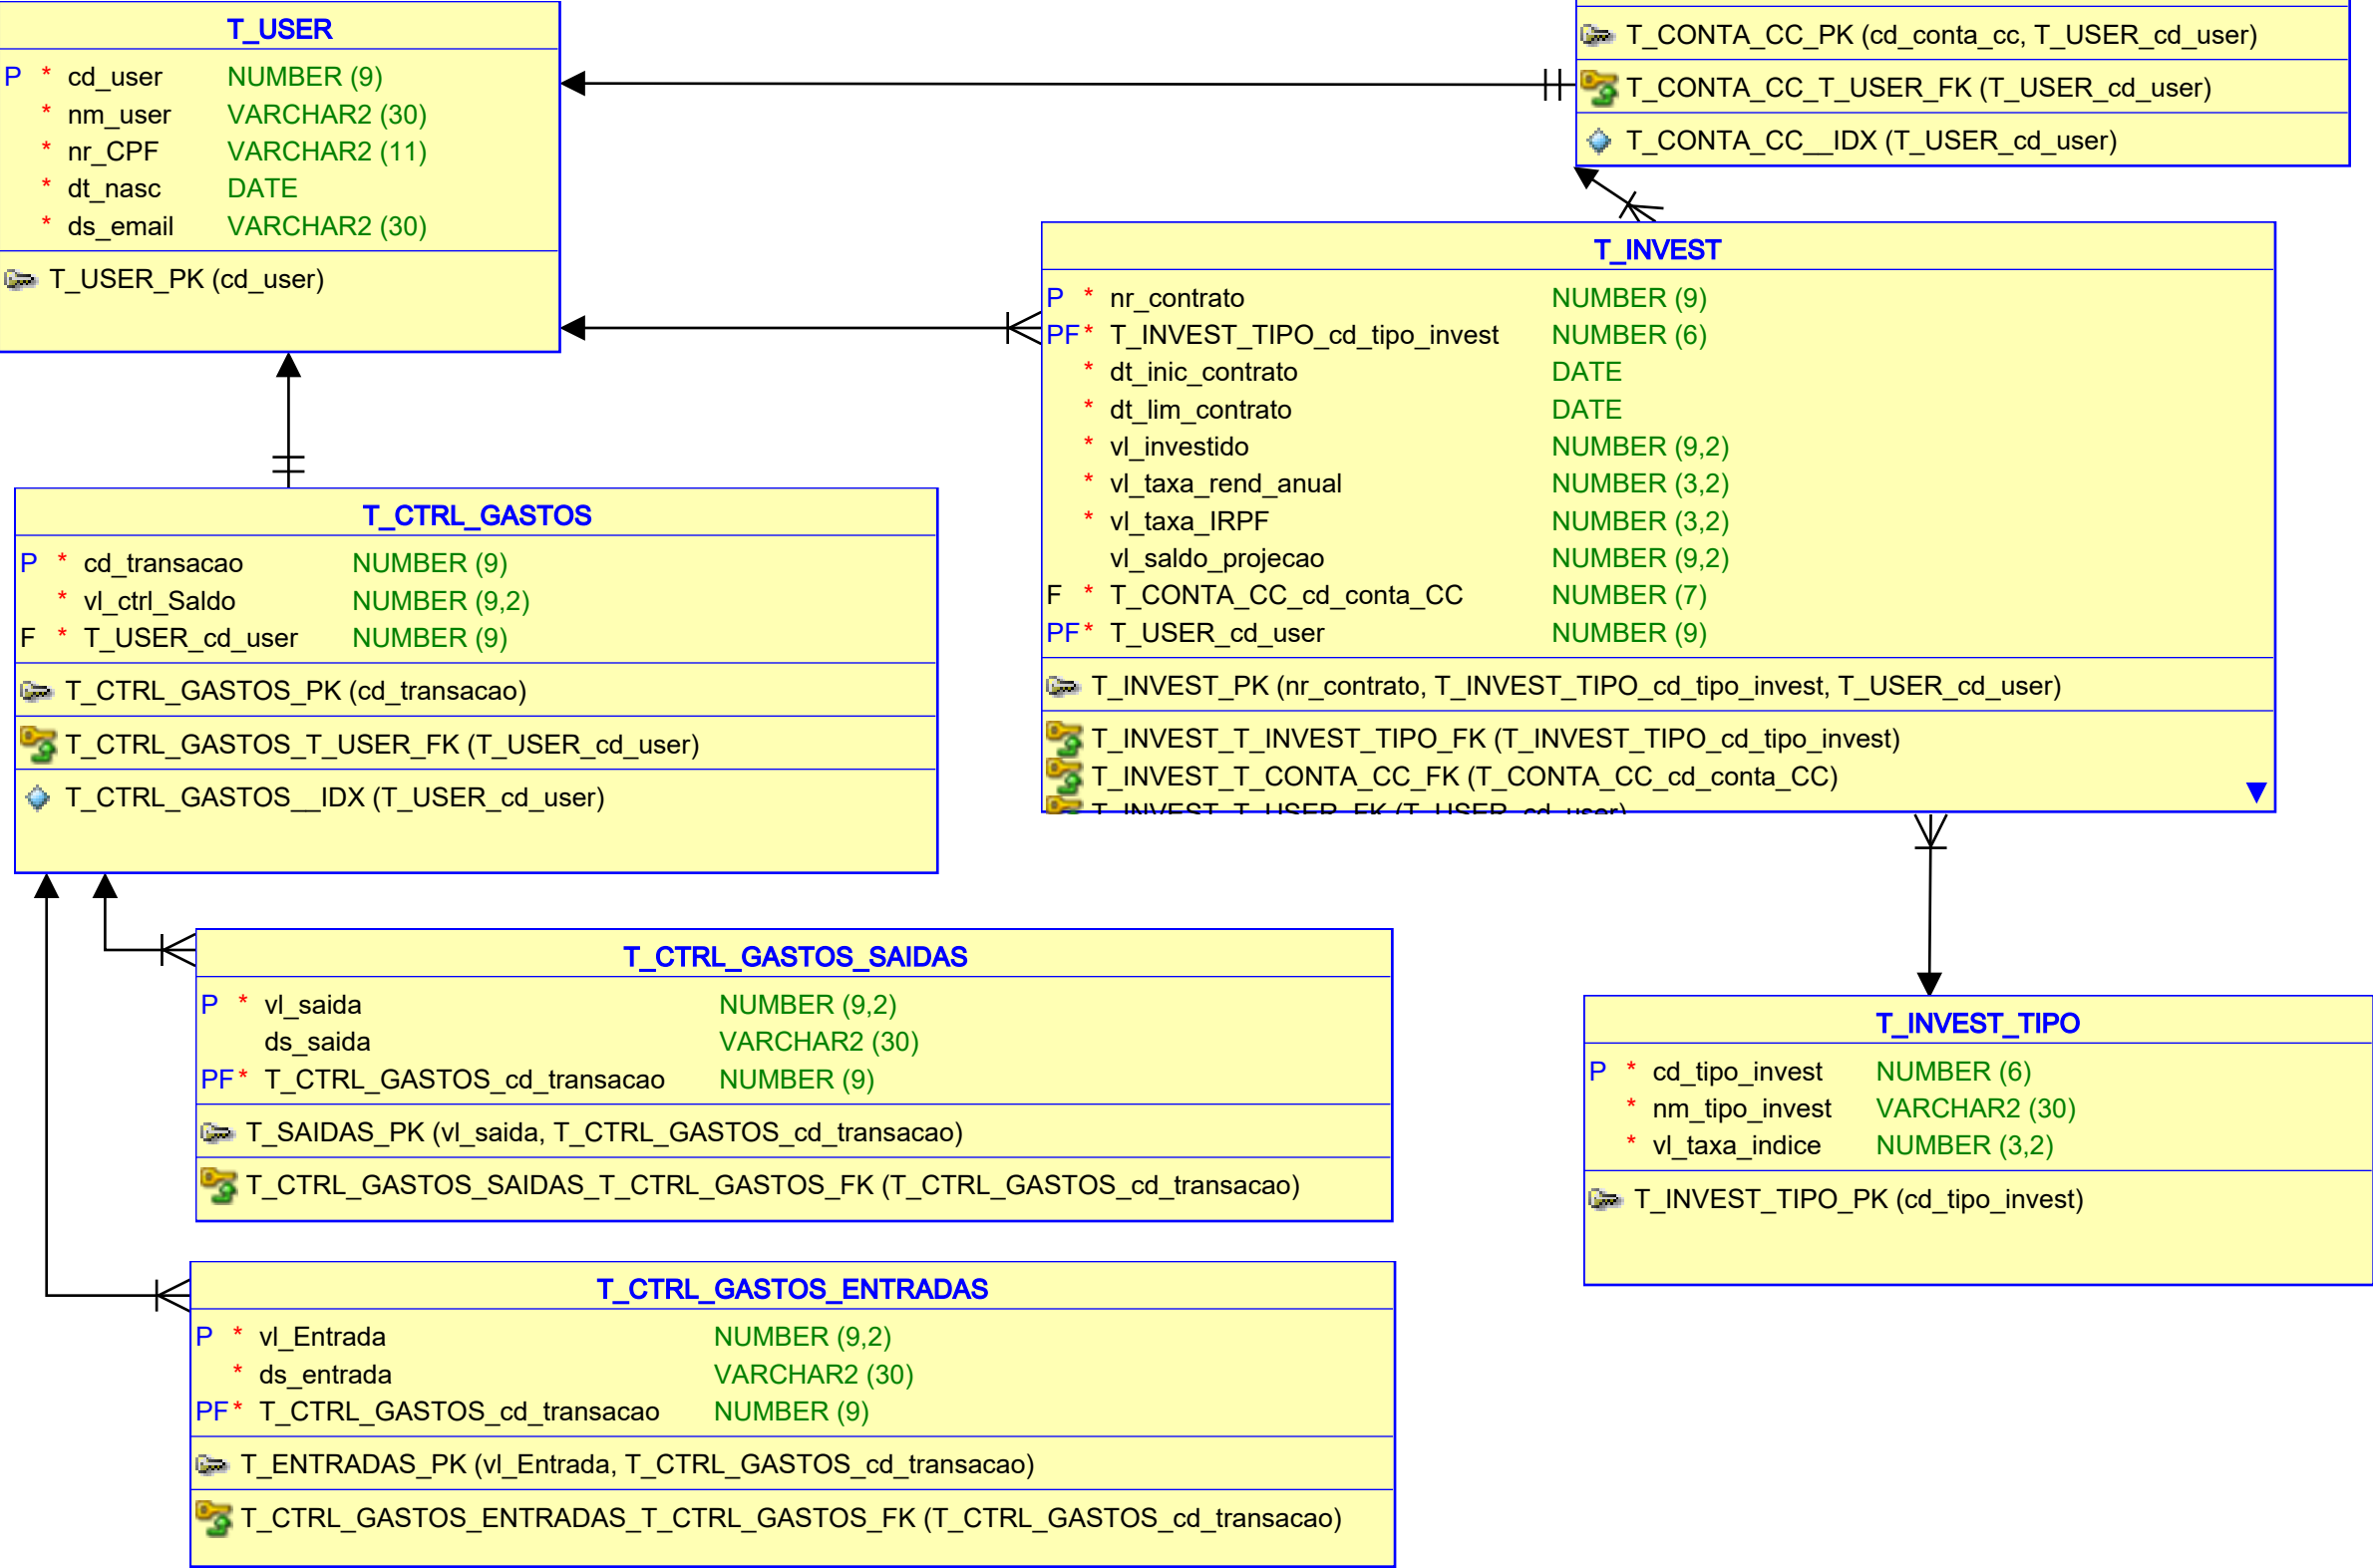 T_USER
P * cd_user NUMBER (9)
* nm_user VARCHAR2 (30)
* nr_CPF VARCHAR2 (11)
* dt_nasc DATE
* ds_email VARCHAR2 (30)
T_USER_PK (cd_user)
T_CONTA_CC_PK (cd_conta_cc, T_USER_cd_user)
T_CONTA_CC_T_USER_FK (T_USER_cd_user)
T_CONTA_CC__IDX (T_USER_cd_user)
T_INVEST
P * nr_contrato NUMBER (9)
PF* T_INVEST_TIPO_cd_tipo_invest NUMBER (6)
* dt_inic_contrato DATE
* dt_lim_contrato DATE
* vl_investido NUMBER (9,2)
* vl_taxa_rend_anual NUMBER (3,2)
* vl_taxa_IRPF NUMBER (3,2)
vl_saldo_projecao NUMBER (9,2)
F * T_CONTA_CC_cd_conta_CC NUMBER (7)
PF* T_USER_cd_user NUMBER (9)
T_INVEST_PK (nr_contrato, T_INVEST_TIPO_cd_tipo_invest, T_USER_cd_user)
T_INVEST_T_INVEST_TIPO_FK (T_INVEST_TIPO_cd_tipo_invest)
T_INVEST_T_CONTA_CC_FK (T_CONTA_CC_cd_conta_CC)
T_INVEST_T_USER_FK (T_USER_cd_user)
T_CTRL_GASTOS
P * cd_transacao NUMBER (9)
* vl_ctrl_Saldo NUMBER (9,2)
F * T_USER_cd_user NUMBER (9)
T_CTRL_GASTOS_PK (cd_transacao)
T_CTRL_GASTOS_T_USER_FK (T_USER_cd_user)
T_CTRL_GASTOS__IDX (T_USER_cd_user)
T_CTRL_GASTOS_SAIDAS
P * vl_saida NUMBER (9,2)
ds_saida VARCHAR2 (30)
PF* T_CTRL_GASTOS_cd_transacao NUMBER (9)
T_SAIDAS_PK (vl_saida, T_CTRL_GASTOS_cd_transacao)
T_CTRL_GASTOS_SAIDAS_T_CTRL_GASTOS_FK (T_CTRL_GASTOS_cd_transacao)
T_INVEST_TIPO
P * cd_tipo_invest NUMBER (6)
* nm_tipo_invest VARCHAR2 (30)
* vl_taxa_indice NUMBER (3,2)
T_INVEST_TIPO_PK (cd_tipo_invest)
T_CTRL_GASTOS_ENTRADAS
P * vl_Entrada NUMBER (9,2)
* ds_entrada VARCHAR2 (30)
PF* T_CTRL_GASTOS_cd_transacao NUMBER (9)
T_ENTRADAS_PK (vl_Entrada, T_CTRL_GASTOS_cd_transacao)
T_CTRL_GASTOS_ENTRADAS_T_CTRL_GASTOS_FK (T_CTRL_GASTOS_cd_transacao)